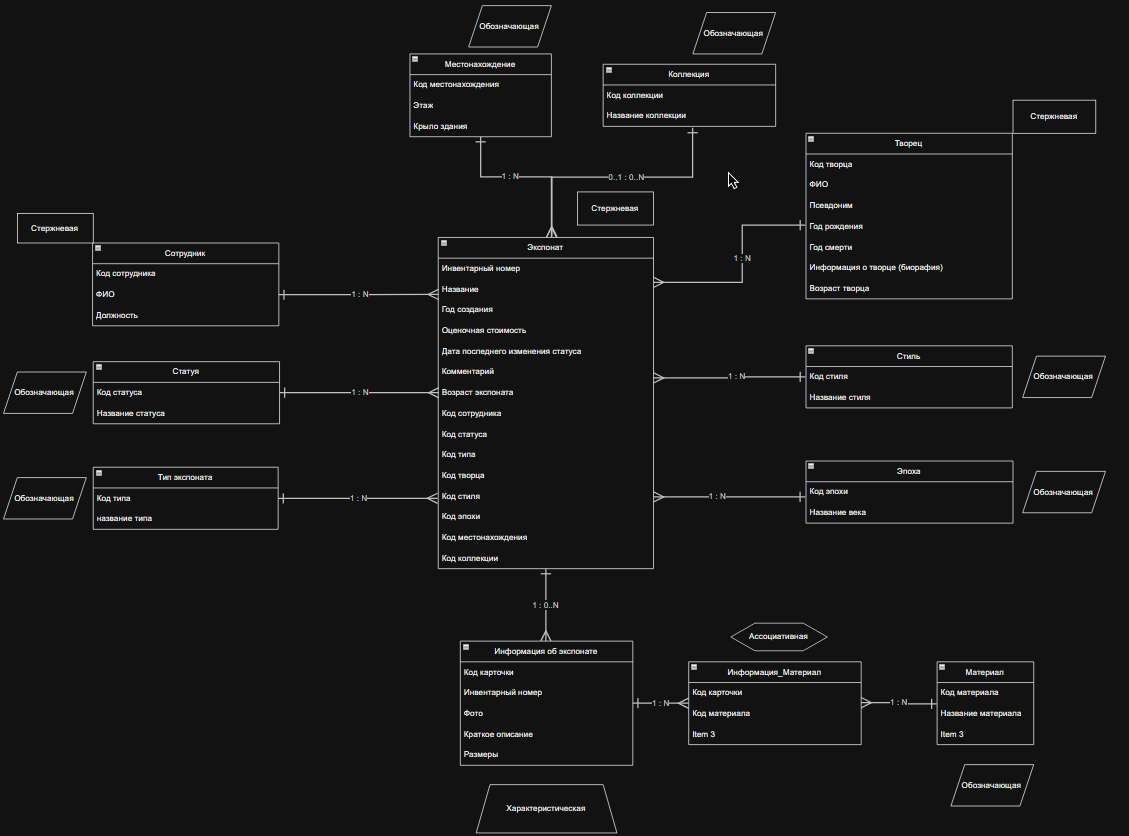 Обозначающая
Местонахождение
Код местонахождения
Этаж
Крыло здания
Обозначающая
Коллекция
Код коллекции
Название коллекции
Стержневая
Творец
Код творца
ФИО
Псевдоним
Год рождения
Год смерти
Информация о творце (биорафия)
Возраст творца
1 : N
0..1 : 0..N
1 : N
Стержневая
Сотрудник
Код сотрудника
ФИО
Должность
1 : N
Стержневая
Экспонат
Инвентарный номер
Название
Год создания
Оценочная стоимость
Дата последнего изменения статуса
Комментарий
Возраст экспоната
Код сотрудника
Код статуса
Код типа
Код творца
Код стиля
Код эпохи
Код местонахождения
Код коллекции
Обозначающая
Статуя
Код статуса
Название статуса
1 : N
1 : N
Стиль
Код стиля
Название стиля
Обозначающая
Обозначающая
Тип экспоната
Код типа
название типа
1 : N
1 : N
Эпоха
Код эпохи
Название века
Обозначающая
1 : 0..N
Информация об экспонате
Код карточки
Инвентарный номер
Фото
Краткое описание
Размеры
Характеристическая
1 : N
Ассоциативная
Информация_Материал
Код карточки
Код материала
Item 3
1 : N
Материал
Код материала
Название материала
Item 3
Обозначающая